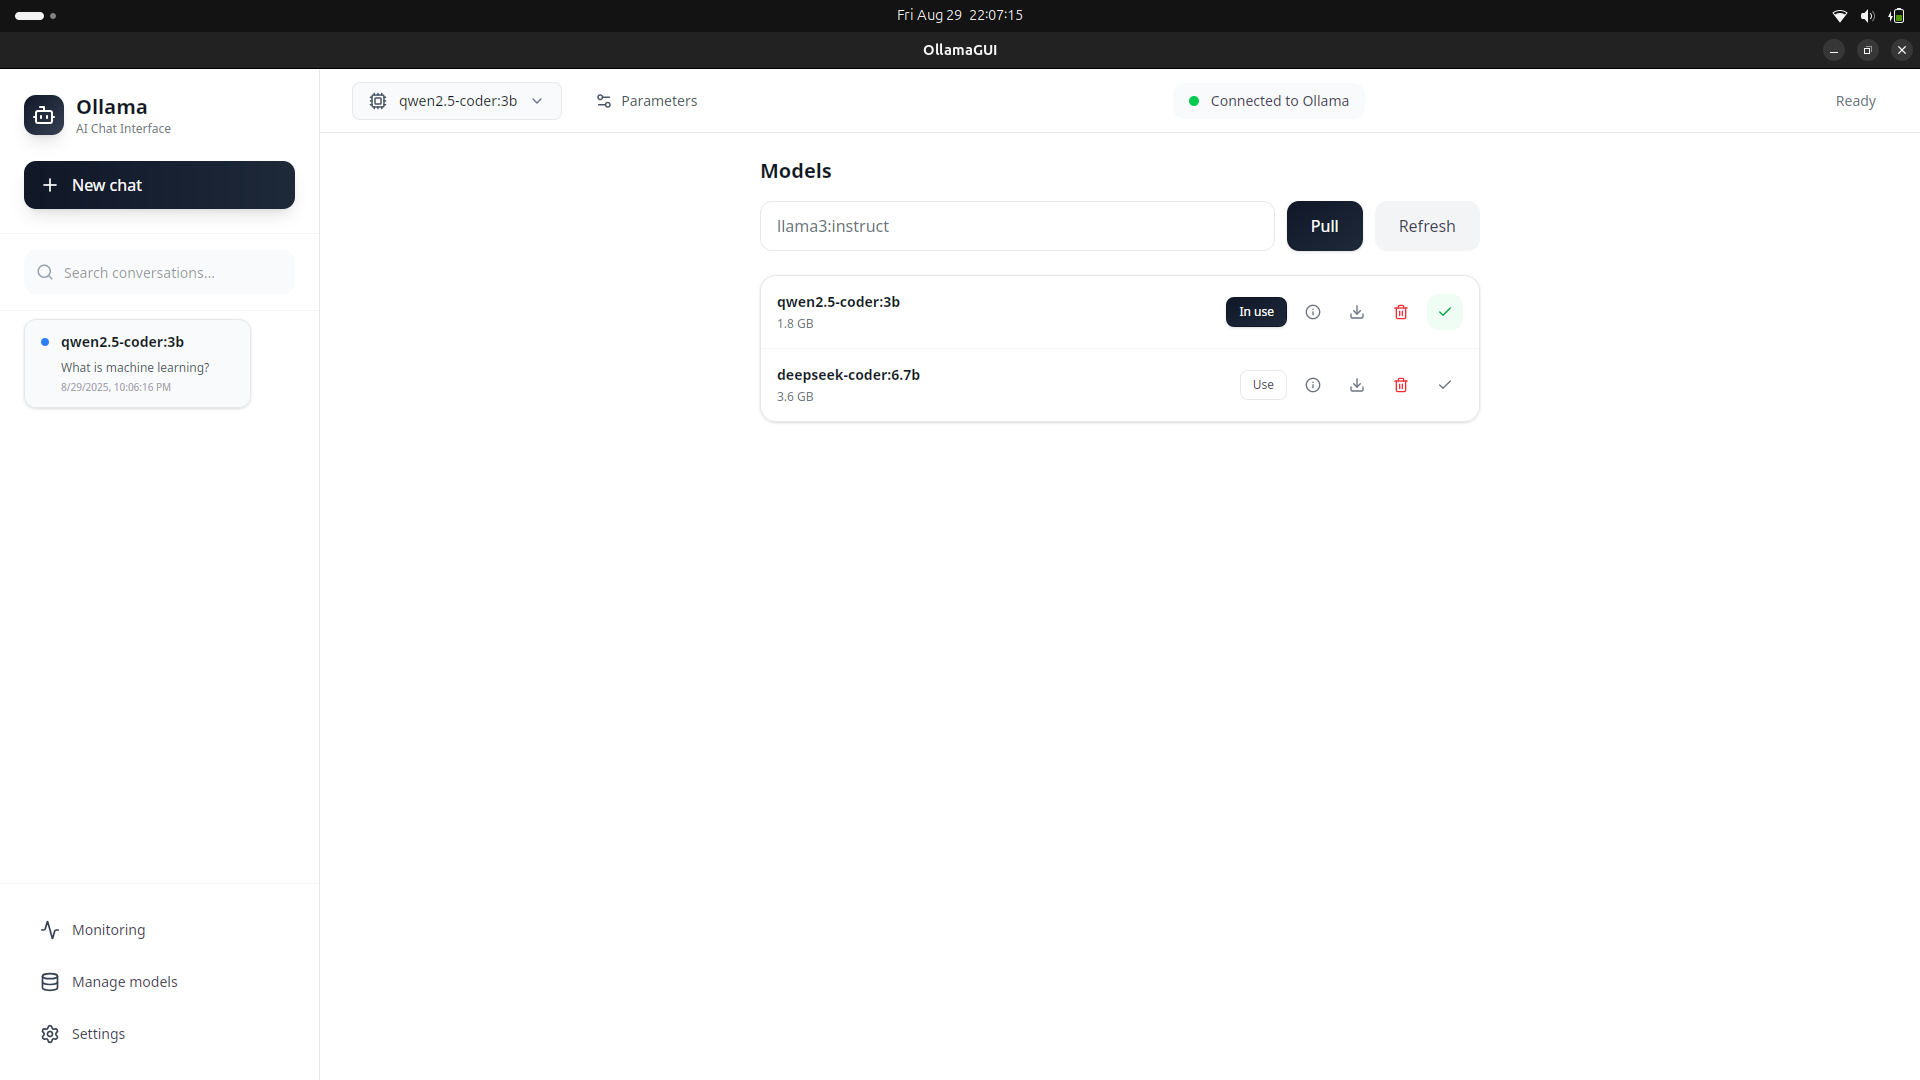 Fri Aug 29 22:07:15
OllamaGUI
Ollama
AI Chat Interface
New chat
Search conversations...
qwen2.5-coder:3b
What is machine learning?
8/29/2025, 10:06:16 PM
Monitoring
Manage models
Settings
qwen2.5-coder:3b
Parameters
Connected to Ollama
Ready
Models
llama3:instruct
Pull
Refresh
qwen2.5-coder:3b
1.8 GB
In use
deepseek-coder:6.7b
3.6 GB
Use